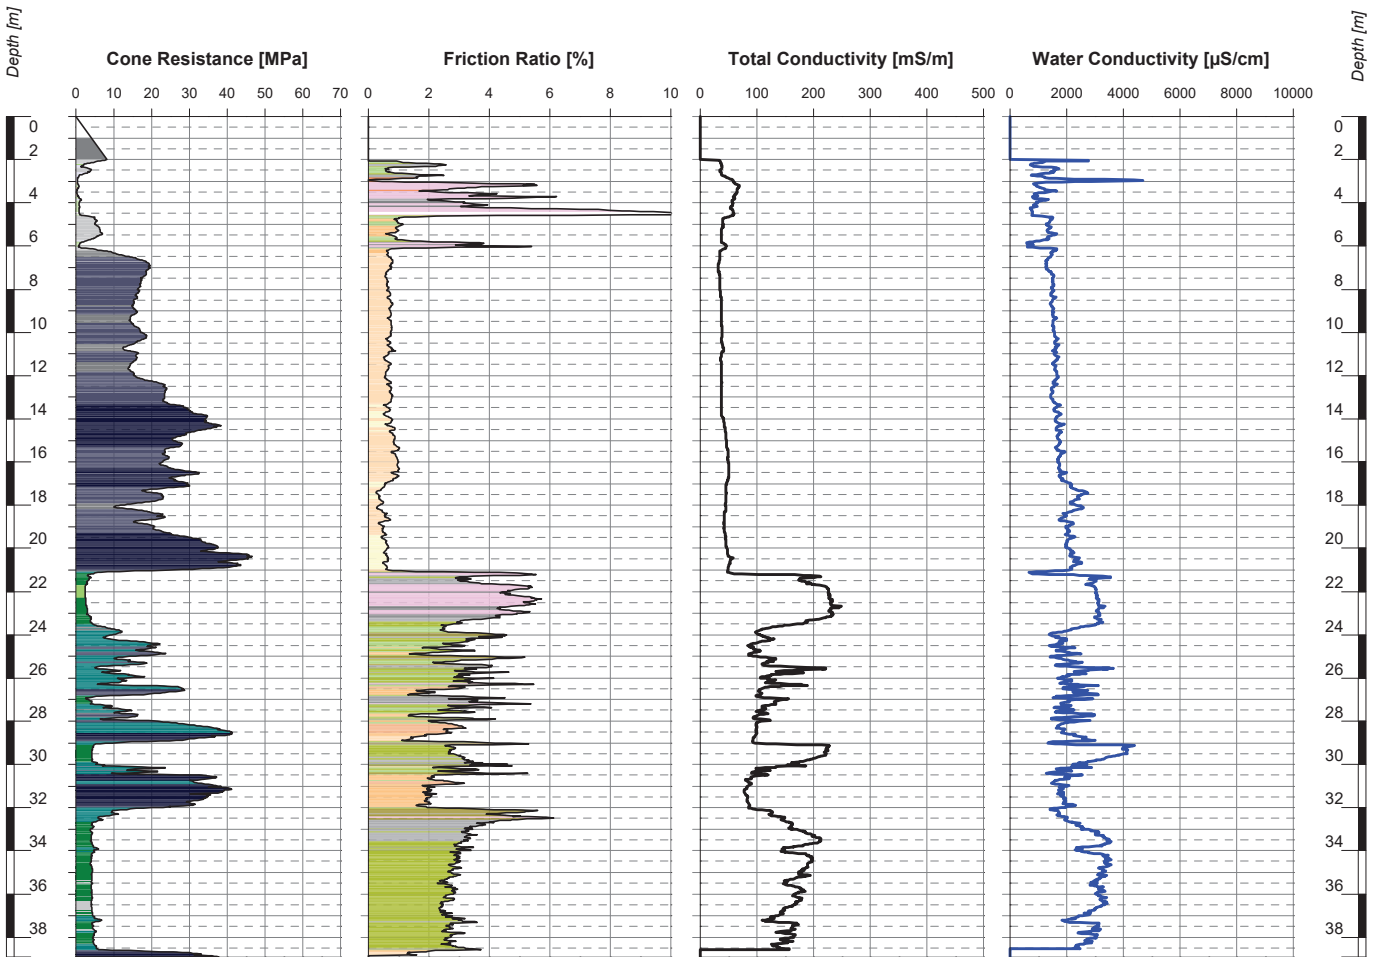 Depth [m]
Depth [m]
Cone Resistance [MPa]
Friction Ratio [%]
Total Conductivity [mS/m]
Water Conductivity [µS/cm]
0 10 20 30 40 50 60 70
0 2 4 6 8 10
0 100 200 300 400 500
0 2000 4000 6000 8000 10000
0 0
2 2
4 4
6 6
8 8
10 10
12 12
14 14
16 16
18 18
20 20
22 22
24 24
26 26
28 28
30 30
32 32
34 34
36 36
38 38